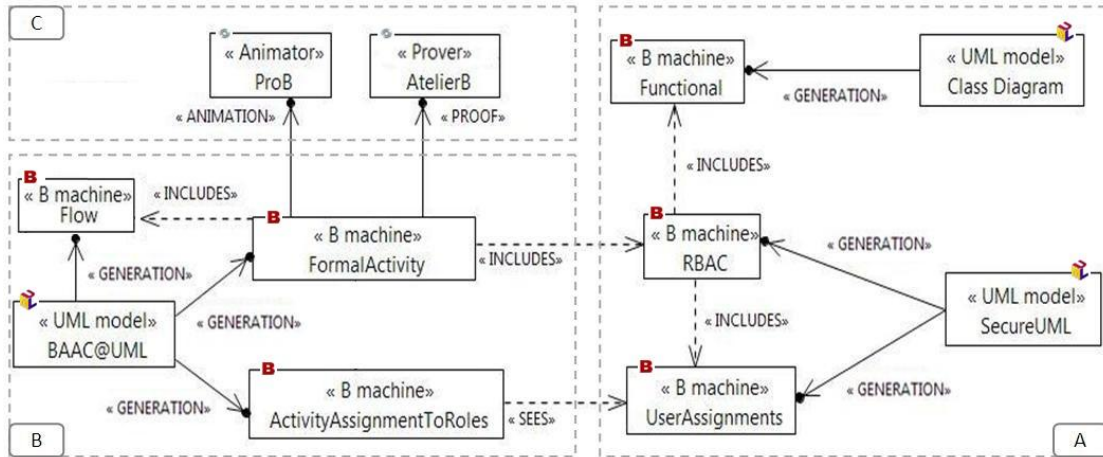 C
« Animator»
ProB
« Prover»
AtelierB
« ANIMATION»
« PROOF»
B
« B machine»
Functional
« UML model»
Class Diagram
« GENERATION»
« INCLUDES»
B
« B machine»
Flow
« INCLUDES»
B
« B machine»
FormalActivity
« INCLUDES»
B
« B machine»
RBAC
« GENERATION»
« GENERATION»
« UML model»
BAAC@UML
« GENERATION»
« INCLUDES»
« UML model»
SecureUML
« GENERATION»
B
« B machine»
ActivityAssignmentToRoles
« SEES»
B
« B machine»
UserAssignments
« GENERATION»
B
A